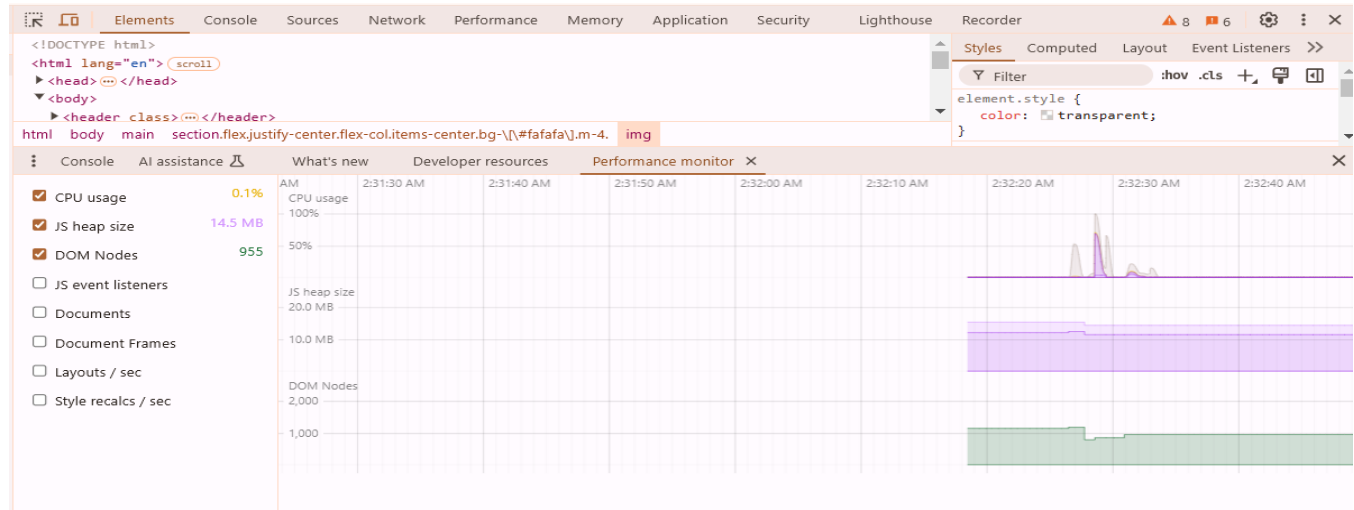 Elements Console Sources Network Performance Memory Application Security Lighthouse Recorder 8 6
<!DOCTYPE html>
<html lang="en"> scroll
<head> </head>
<body>
<header class> </header>
html body main section.flex.justify-center.flex-col.items-center.bg-\[\#fafafa\].m-4. img
Styles Computed Layout Event Listeners
Filter :hov .cls
element.style {
color: transparent;
}
Console AI assistance What's new Developer resources Performance monitor
CPU usage 0.1%
JS heap size 14.5 MB
DOM Nodes 955
JS event listeners
Documents
Document Frames
Layouts / sec
Style recalcs / sec
AM 2:31:30 AM 2:31:40 AM 2:31:50 AM 2:32:00 AM 2:32:10 AM 2:32:20 AM 2:32:30 AM 2:32:40 AM
CPU usage
100%
50%
JS heap size
20.0 MB
10.0 MB
DOM Nodes
2,000
1,000